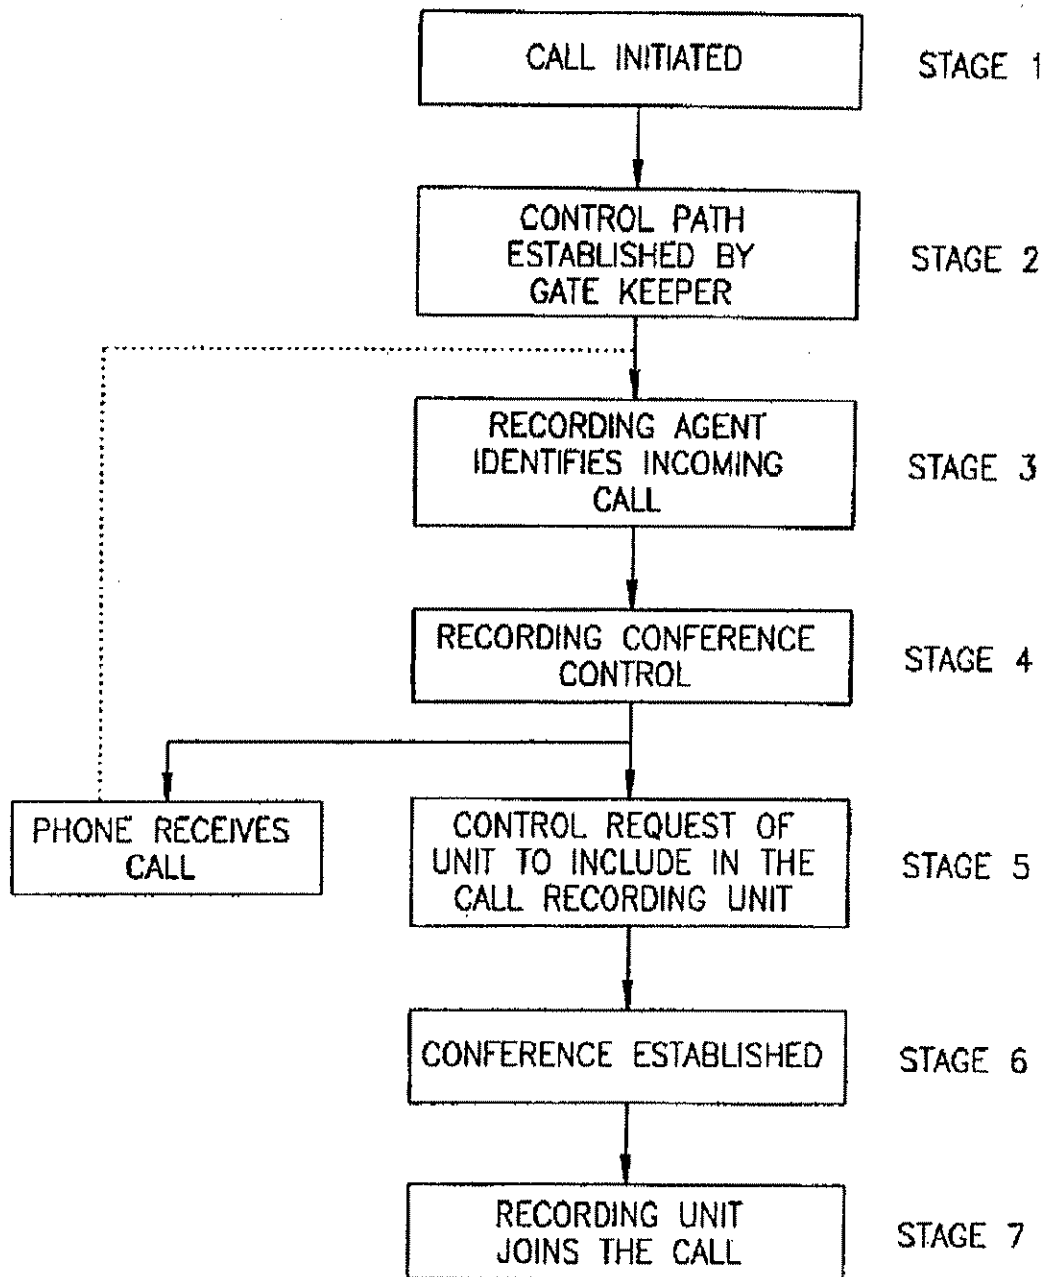 CALL INITIATED
STAGE 1
CONTROL PATH
ESTABLISHED BY
GATE KEEPER
STAGE 2
RECORDING AGENT
IDENTIFIES INCOMING
CALL
STAGE 3
RECORDING CONFERENCE
CONTROL
STAGE 4
PHONE RECEIVES
CALL
CONTROL REQUEST OF
UNIT TO INCLUDE IN THE
CALL RECORDING UNIT
STAGE 5
CONFERENCE ESTABLISHED
STAGE 6
RECORDING UNIT
JOINS THE CALL
STAGE 7